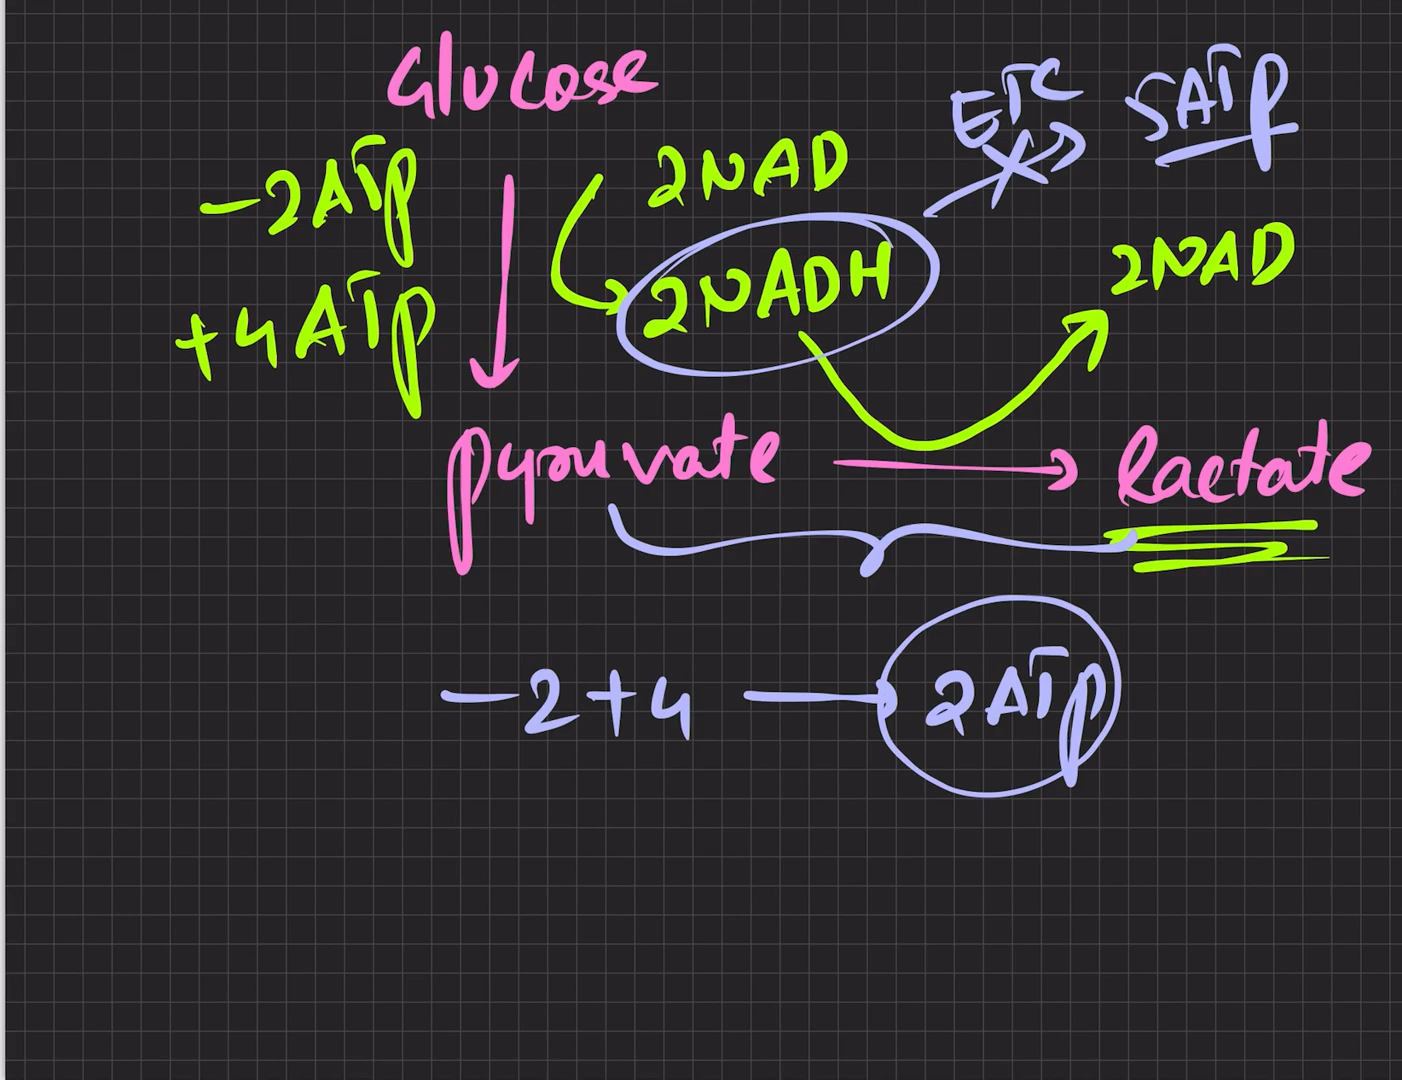 Glucose
ETC
5ATP
-2ATP
2NAD
+4ATP
2NADH
2NAD
pyruvate
lactate
-2+4
2ATP